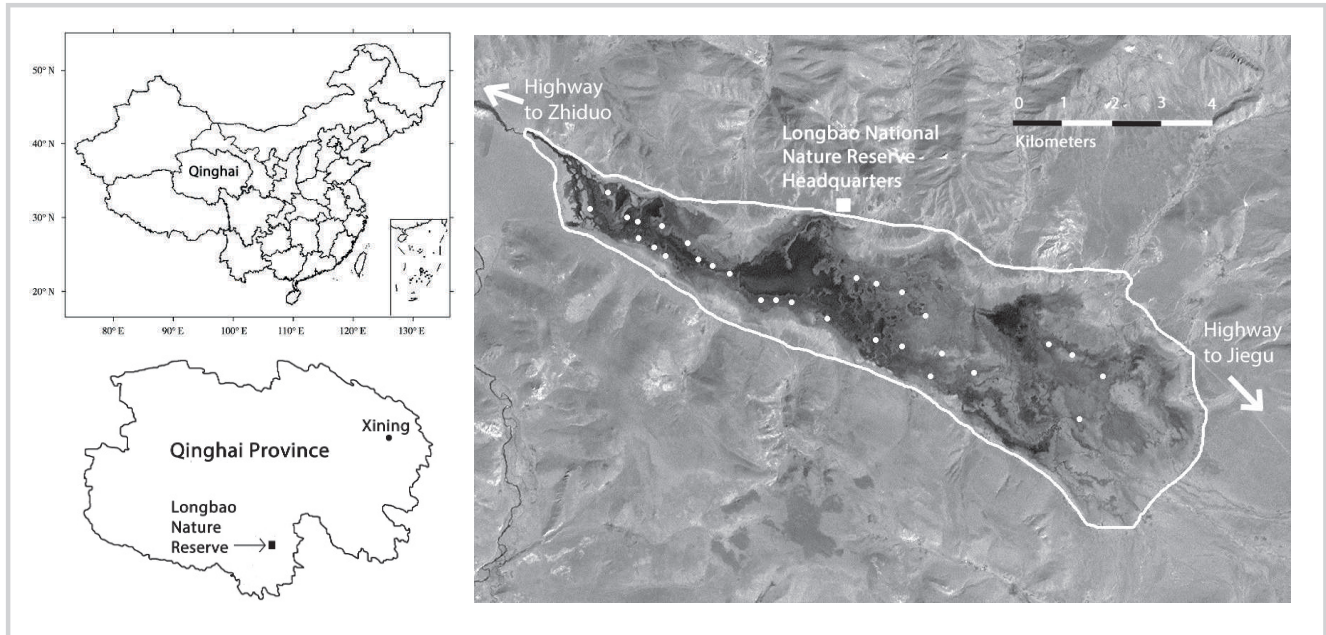 50° N
40° N
30° N
20° N
80° E
90° E
100° E
110° E
120° E
130° E
Qinghai
Qinghai Province
Xining
Longbao
Nature
Reserve
Highway
to Zhiduo
Longbao National
Nature Reserve
Headquarters
0 1 2 3 4
Kilometers
Highway
to Jiegu